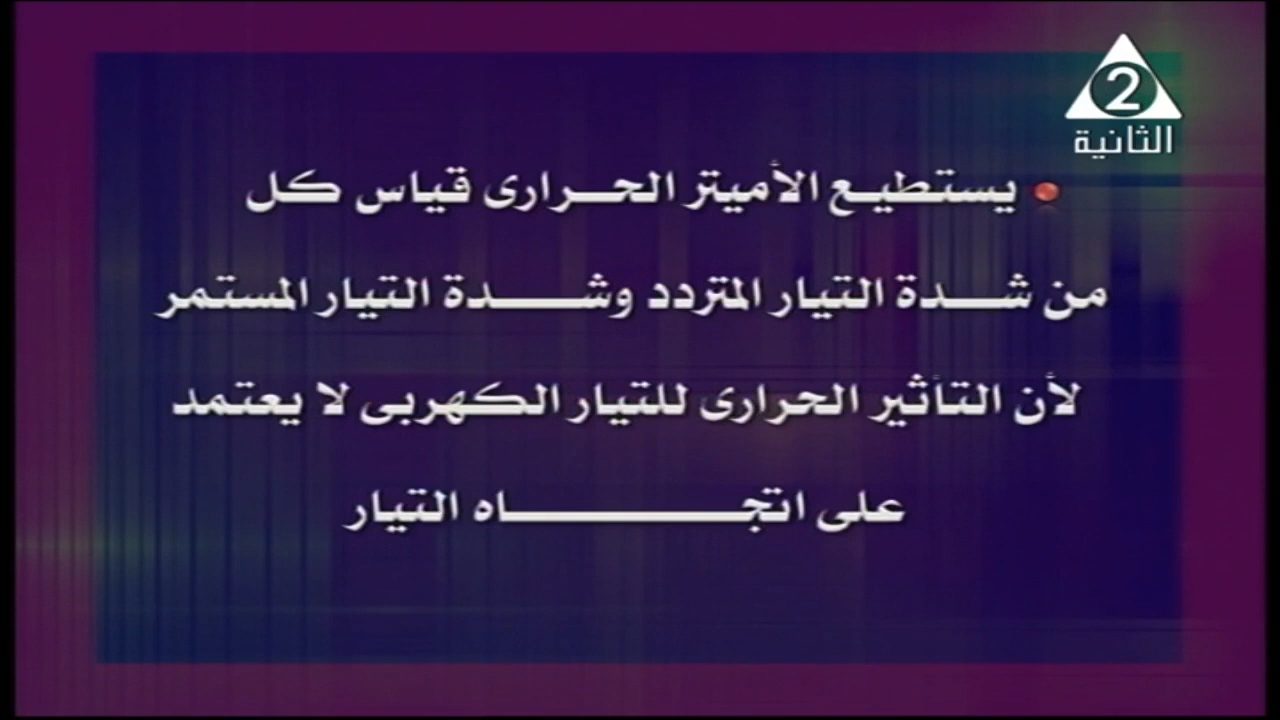 2
الثانية
يستطيع الأميتر الحرارى قياس كل
من شدة التيار المتردد وشدة التيار المستمر
لأن التأثير الحرارى للتيار الكهربى لا يعتمد
على اتجاه التيار